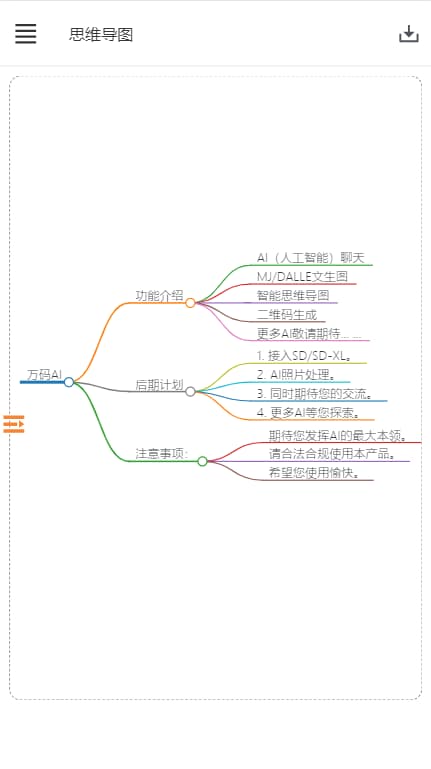 思维导图
万码AI
功能介绍
AI（人工智能）聊天
MJ/DALLE文生图
智能思维导图
二维码生成
更多AI敬请期待... ...
后期计划
1. 接入SD/SD-XL。
2. AI照片处理。
3. 同时期待您的交流。
4. 更多AI等您探索。
注意事项：
期待您发挥AI的最大本领。
请合法合规使用本产品。
希望您使用愉快。